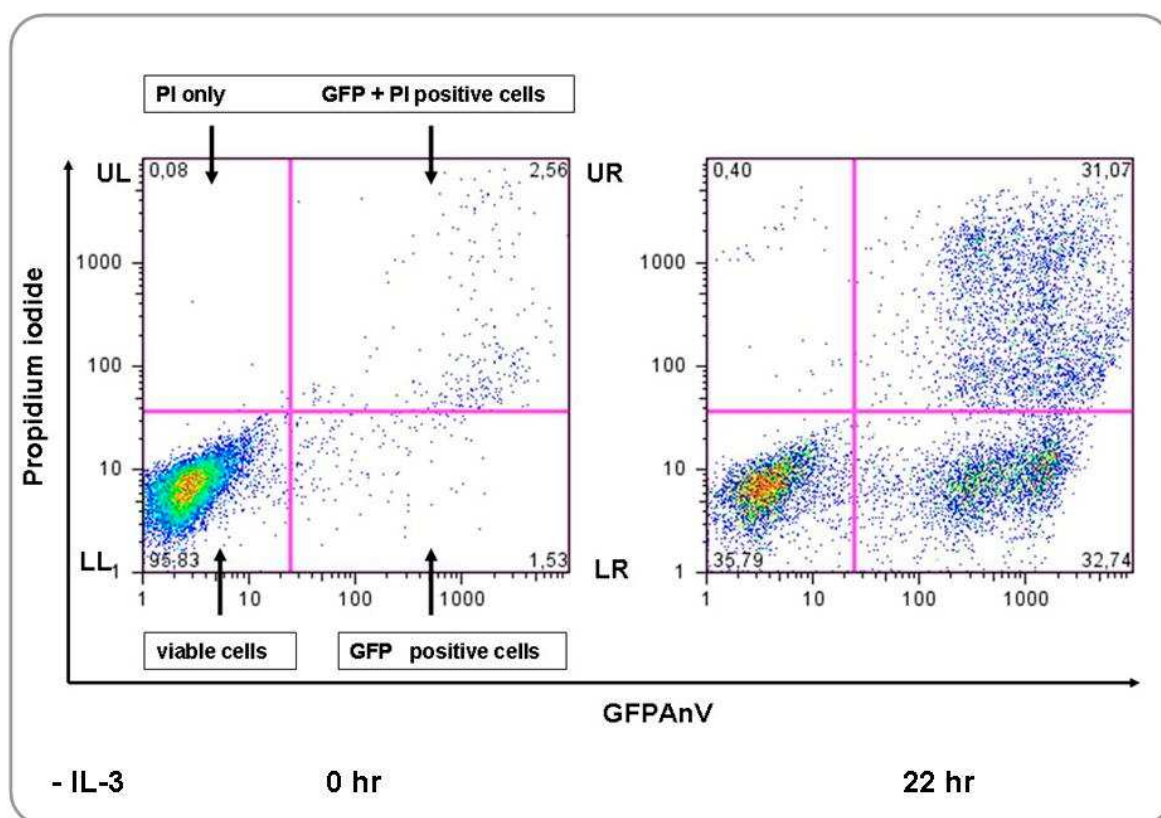 PI only GFP + PI positive cells
UL 0,08 2,56 UR 0,40 31,07
1000 1000
Propidium iodide
100 100
10 10
LL 95,83 1,53 LR 35,79 32,74
1 1
1 10 100 1000 1 10 100 1000
viable cells GFP positive cells
GFPAnV
- IL-3 0 hr 22 hr